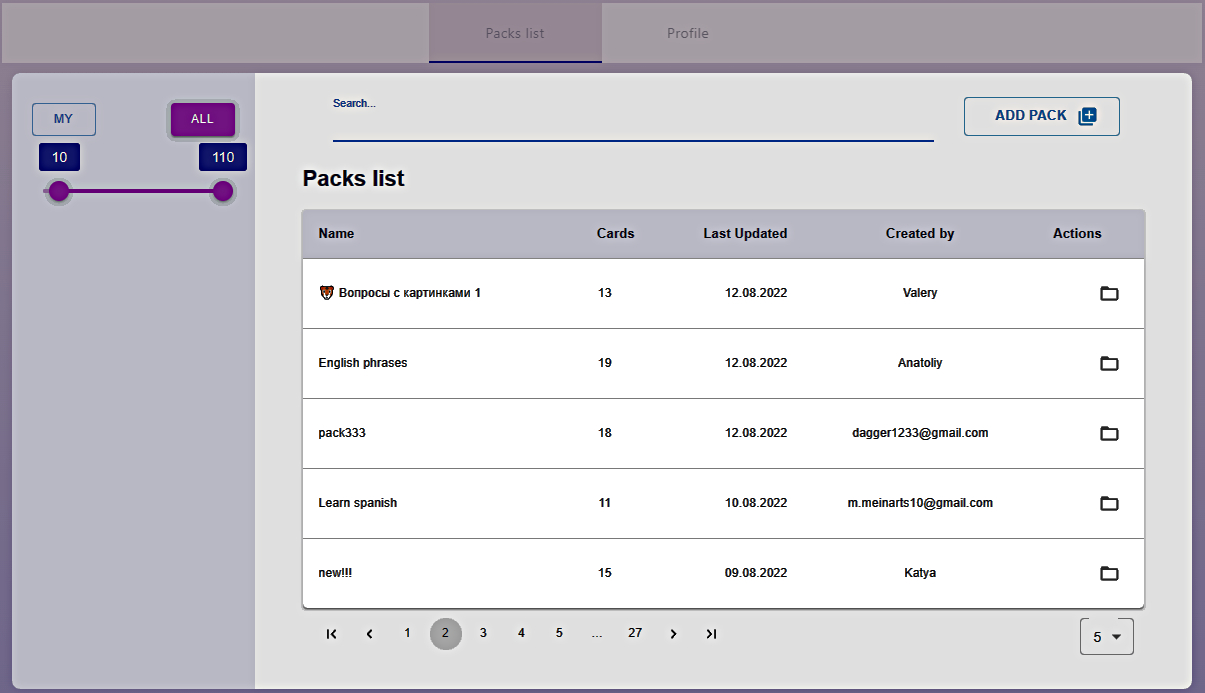 Packs list Profile
MY ALL
10 110
Search...
ADD PACK
Packs list
Name Cards Last Updated Created by Actions
Вопросы с картинками 1 13 12.08.2022 Valery
English phrases 19 12.08.2022 Anatoliy
pack333 18 12.08.2022 dagger1233@gmail.com
Learn spanish 11 10.08.2022 m.meinarts10@gmail.com
new!!! 15 09.08.2022 Katya
1 2 3 4 5 ... 27 5